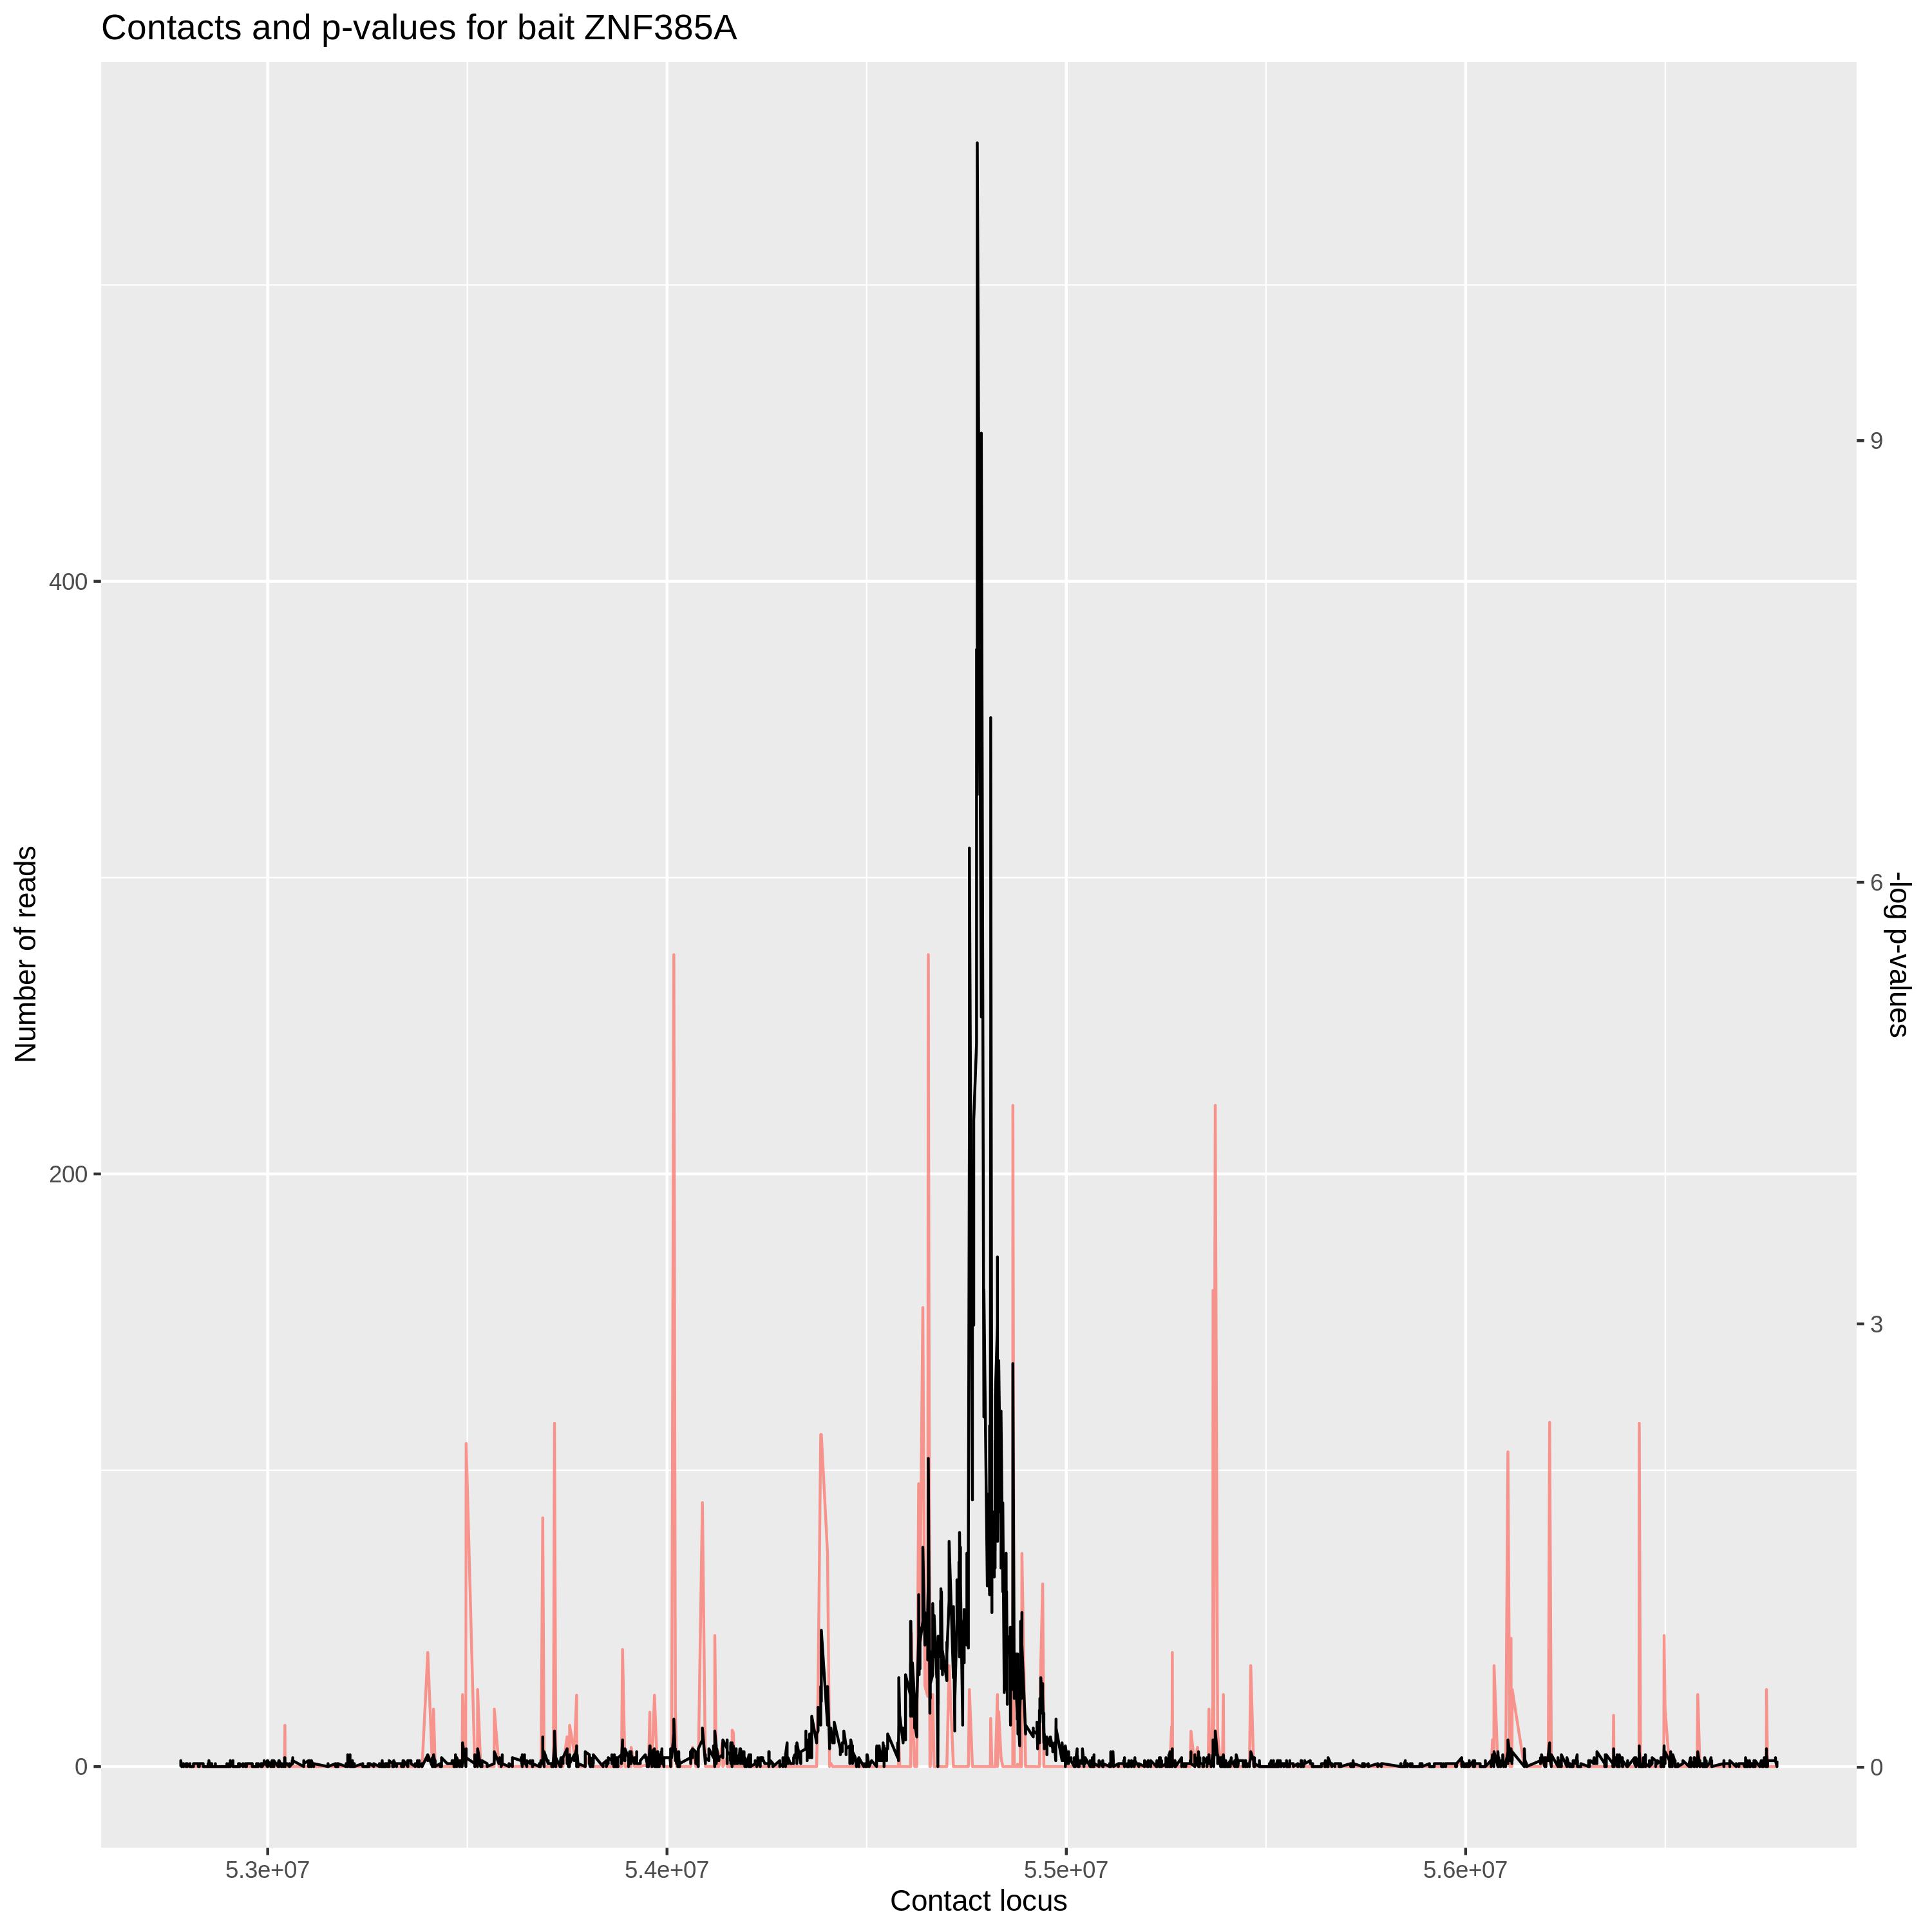 Contacts and p-values for bait ZNF385A
Number of reads
400
200
0
9
6
3
0
-log p-values
5.3e+07 5.4e+07 5.5e+07 5.6e+07
Contact locus